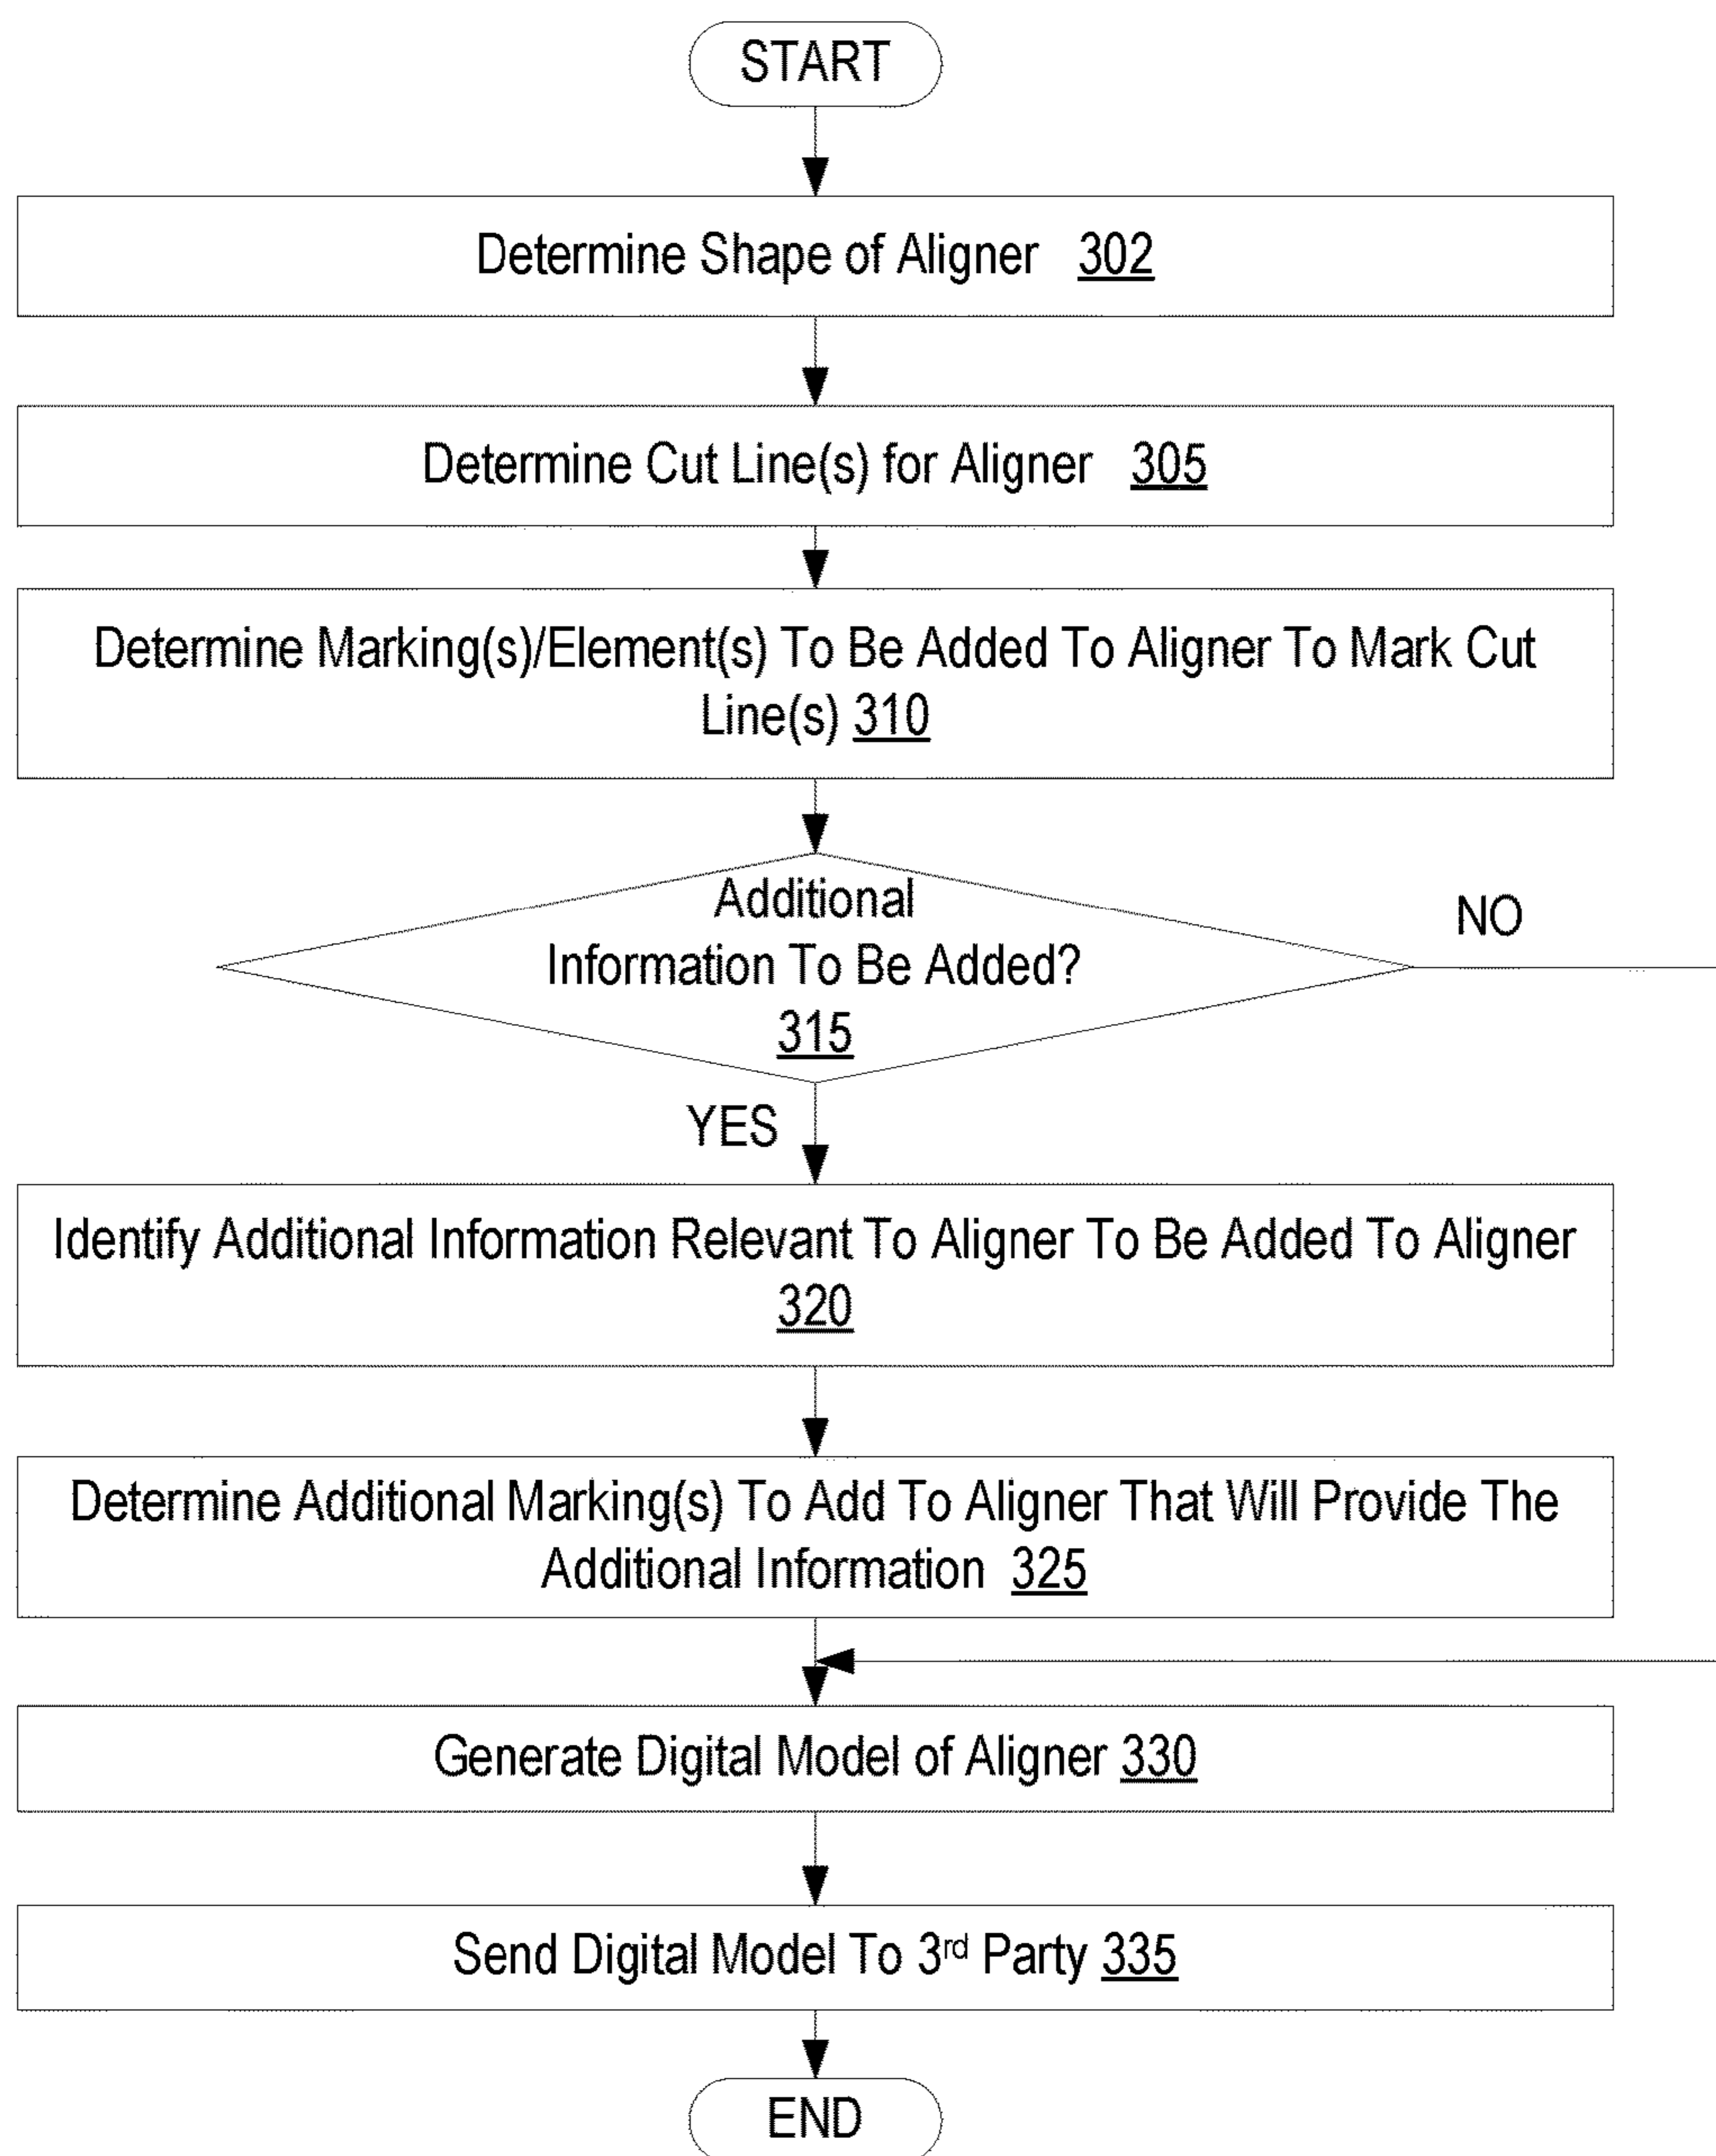 START
Determine Shape of Aligner 302
Determine Cut Line(s) for Aligner 305
Determine Marking(s)/Element(s) To Be Added To Aligner To Mark Cut
Line(s) 310
Additional
Information To Be Added?
315
NO
YES
Identify Additional Information Relevant To Aligner To Be Added To Aligner
320
Determine Additional Marking(s) To Add To Aligner That Will Provide The
Additional Information 325
Generate Digital Model of Aligner 330
Send Digital Model To 3rd Party 335
END